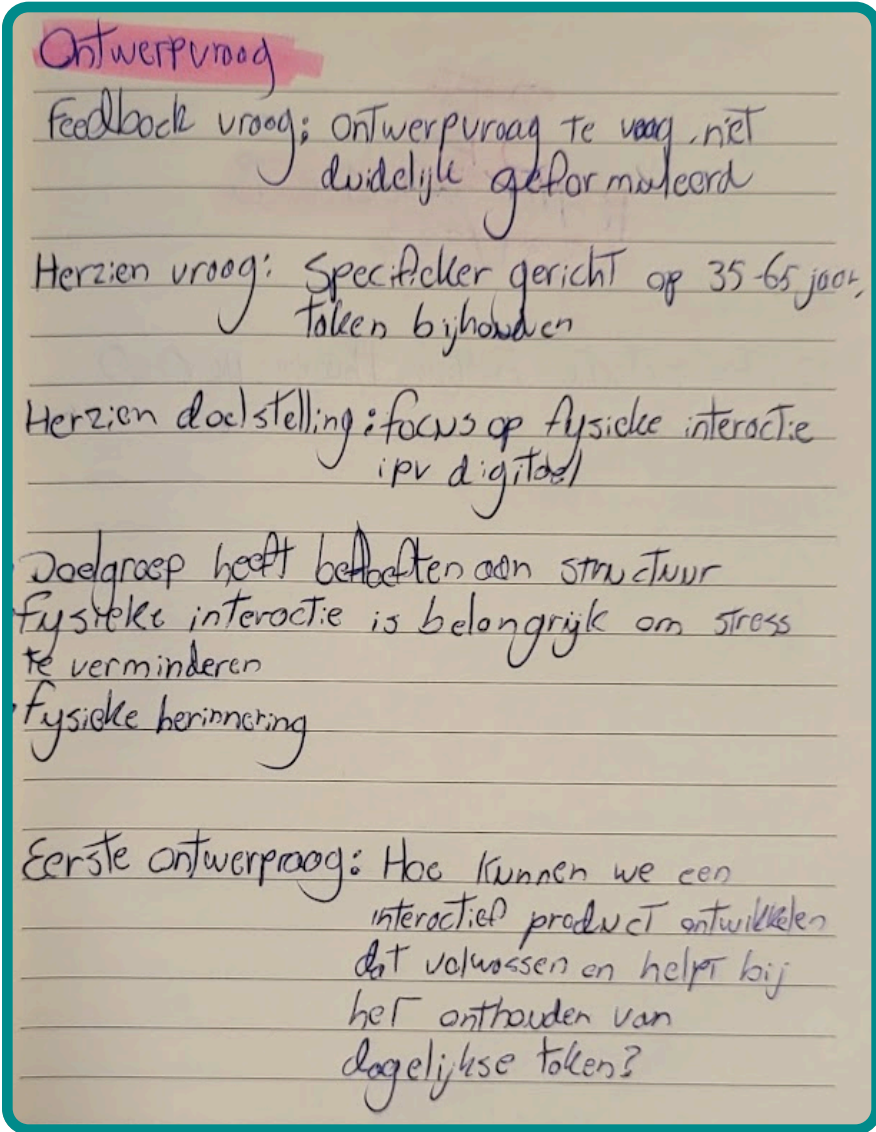 Ontwerpvraag
Feedback vraag: ontwerpvraag te vaag, niet
duidelijk geformuleerd
Herzien vraag: Specifieker gericht op 35-65 jaar,
taken bijhouden
Herzien doelstelling: focus op fysieke interactie
ipv digitaal
• Doelgroep heeft behoeften aan structuur
fysieke interactie is belangrijk om stress
te verminderen
• fysieke herinnering
Eerste ontwerpraag: Hoe kunnen we een
interactief product ontwikkelen
dat volwassen en helpt bij
het onthouden van
dagelijkse taken?